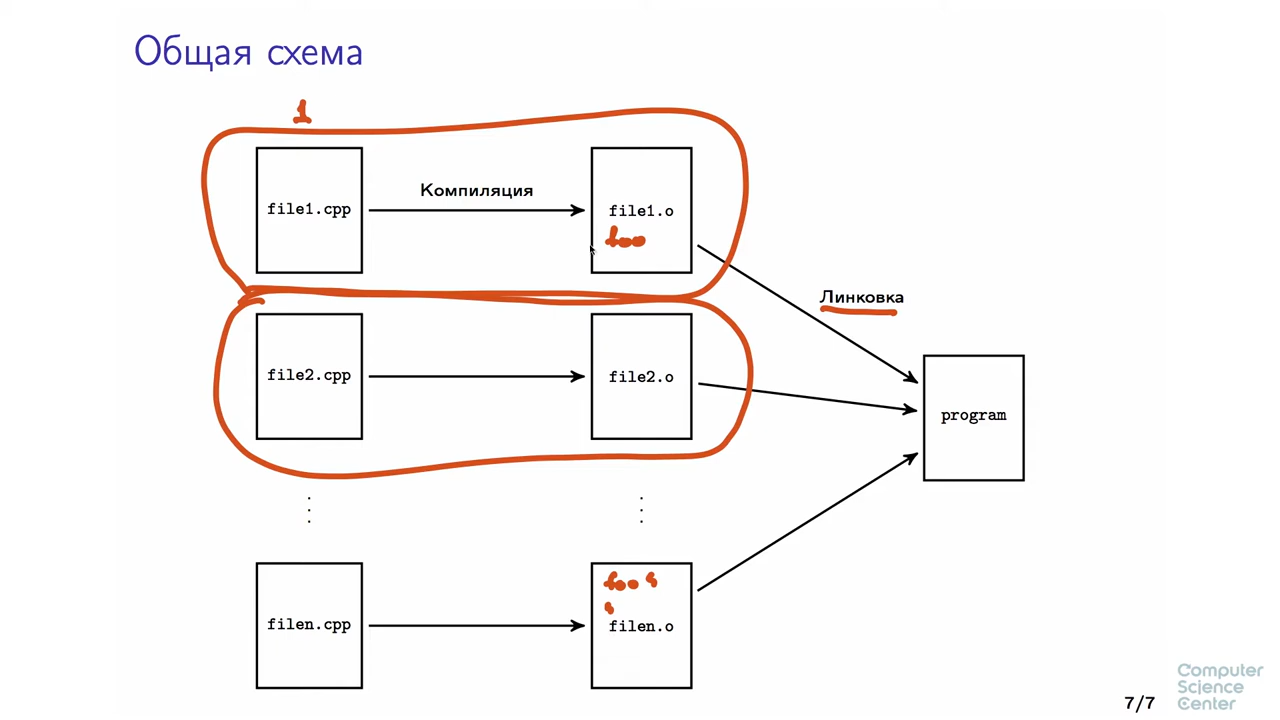 Общая схема
1
file1.cpp
Компиляция
file1.o
foo
Линковка
file2.cpp
file2.o
program
foo
filen.cpp
filen.o
Computer
Science
Center
7/7